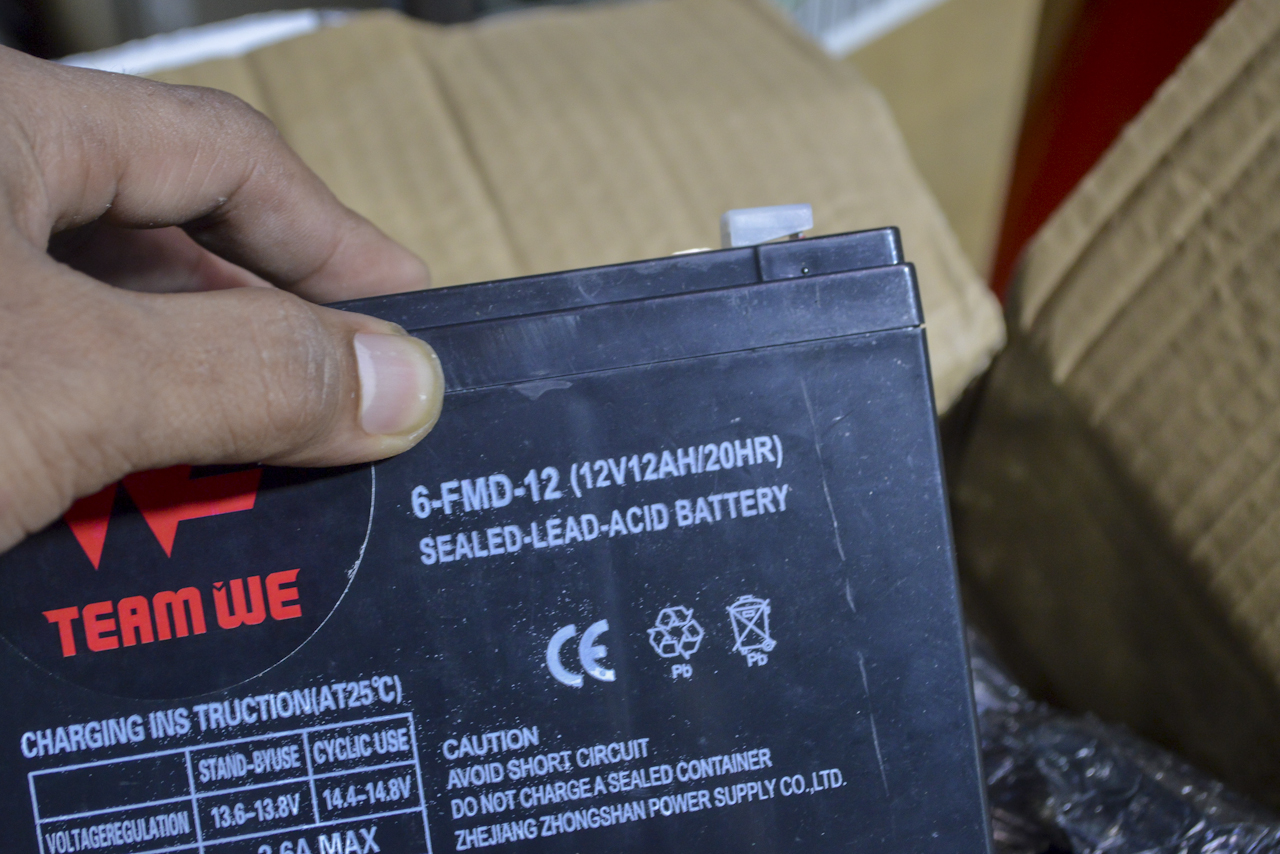 6-FMD-12 (12V12AH/20HR)
SEALED-LEAD-ACID BATTERY
TEAM WE
CE
Pb
Pb
CHARGING INS TRUCTION(AT25℃)
STAND-BYUSE CYCLIC USE
VOLTAGEREGULATION 13.6-13.8V 14.4-14.8V
MAX
CAUTION
AVOID SHORT CIRCUIT
DO NOT CHARGE A SEALED CONTAINER
ZHEJIANG ZHONGSHAN POWER SUPPLY CO.,LTD.